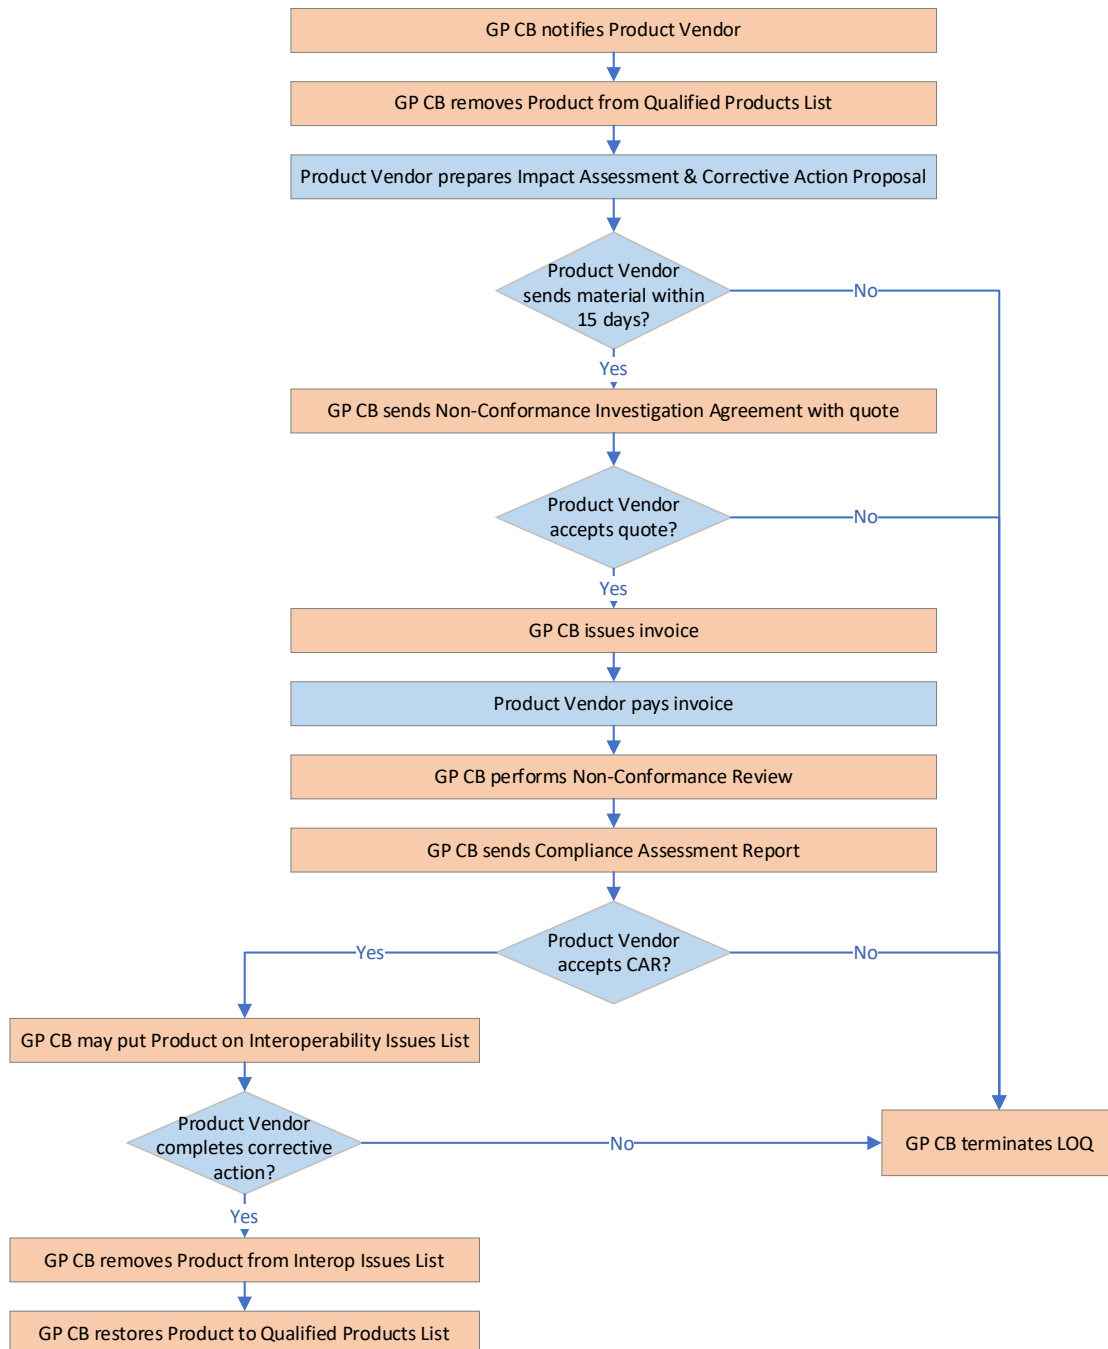 GP CB notifies Product Vendor
GP CB removes Product from Qualified Products List
Product Vendor prepares Impact Assessment & Corrective Action Proposal
Product Vendor
sends material within
15 days?
No
Yes
GP CB sends Non-Conformance Investigation Agreement with quote
Product Vendor
accepts quote?
No
Yes
GP CB issues invoice
Product Vendor pays invoice
GP CB performs Non-Conformance Review
GP CB sends Compliance Assessment Report
Product Vendor
accepts CAR?
Yes
No
GP CB may put Product on Interoperability Issues List
Product Vendor
completes corrective
action?
No
GP CB terminates LOQ
Yes
GP CB removes Product from Interop Issues List
GP CB restores Product to Qualified Products List